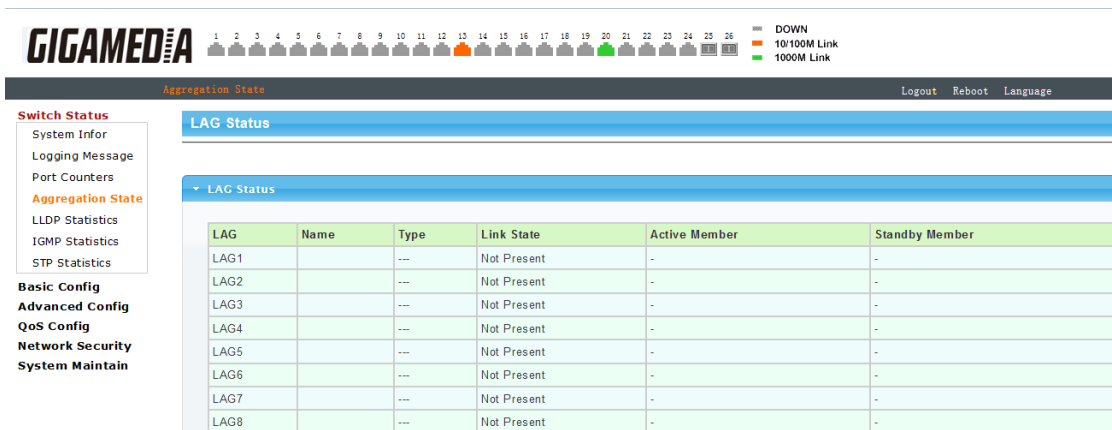 GIGAMEDIA
1 2 3 4 5 6 7 8 9 10 11 12 13 14 15 16 17 18 19 20 21 22 23 24 25 26
DOWN
10/100M Link
1000M Link
Aggregation State
Logout Reboot Language
Switch Status
System Infor
Logging Message
Port Counters
Aggregation State
LLDP Statistics
IGMP Statistics
STP Statistics
Basic Config
Advanced Config
QoS Config
Network Security
System Maintain
LAG Status
LAG Status
LAG Name Type Link State Active Member Standby Member
LAG1 --- Not Present - -
LAG2 --- Not Present - -
LAG3 --- Not Present - -
LAG4 --- Not Present - -
LAG5 --- Not Present - -
LAG6 --- Not Present - -
LAG7 --- Not Present - -
LAG8 --- Not Present - -